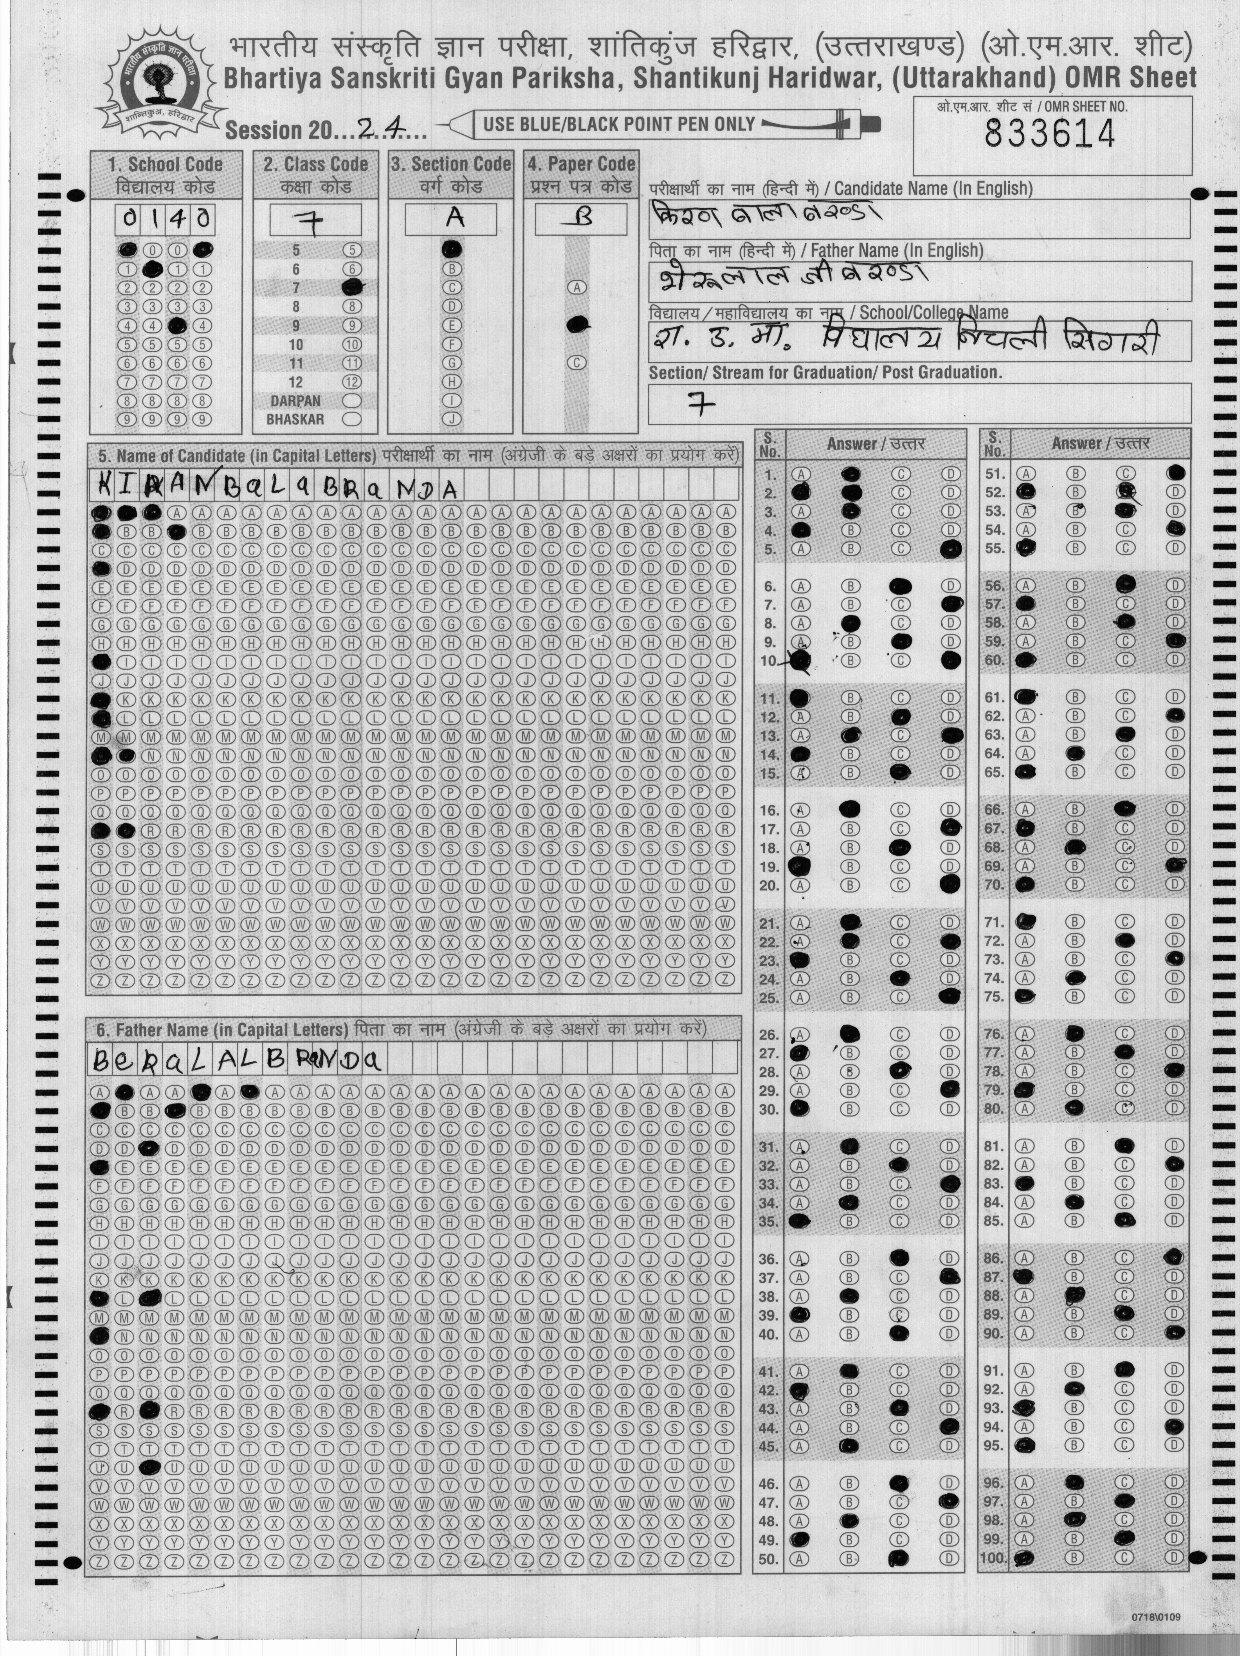 भारतीय संस्कृति ज्ञान परीक्षा, शांतिकुंज हरिद्वार, (उत्तराखण्ड) (ओ.एम.आर. शीट)
Bhartiya Sanskriti Gyan Pariksha, Shantikunj Haridwar, (Uttarakhand) OMR Sheet
Session 20...24....
USE BLUE/BLACK POINT PEN ONLY
ओ.एम.आर. शीट सं / OMR SHEET NO.
833614
1. School Code
विद्यालय कोड
0140
2. Class Code
कक्षा कोड
7
5
6
7
8
9
10
11
12
DARPAN
BHASKAR
3. Section Code
वर्ग कोड
A
4. Paper Code
प्रश्न पत्र कोड
B
परीक्षार्थी का नाम (हिन्दी में) / Candidate Name (In English)
किरण बाला बरण्डा
पिता का नाम (हिन्दी में) / Father Name (In English)
लाल जी बरण्डा
विद्यालय/महाविद्यालय का नाम / School/College Name
रा. उ. मा. विद्यालय निचली सिगरी
Section/ Stream for Graduation/ Post Graduation.
7
5. Name of Candidate (in Capital Letters) परीक्षार्थी का नाम (अंग्रेजी के बड़े अक्षरों का प्रयोग करें)
KIRANBaLaBRaNDA
6. Father Name (in Capital Letters) पिता का नाम (अंग्रेजी के बड़े अक्षरों का प्रयोग करें)
BeRaLALBRaNDa
S. No. Answer / उत्तर
S. No. Answer / उत्तर
0718\0109